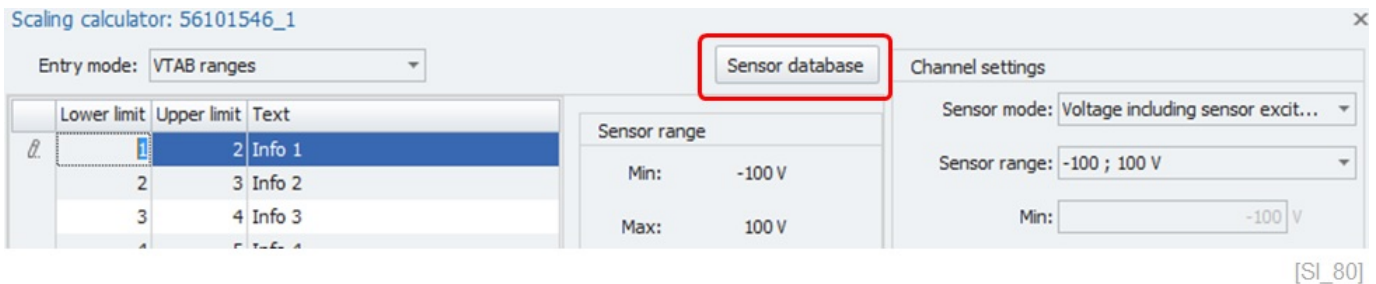 Scaling calculator: 56101546_1
Entry mode: VTAB ranges
Sensor database
Channel settings
Lower limit Upper limit Text
1 2 Info 1
2 3 Info 2
3 4 Info 3
Sensor range
Min: -100 V
Max: 100 V
Sensor mode: Voltage including sensor excit...
Sensor range: -100 ; 100 V
Min: -100 V
[SI_80]